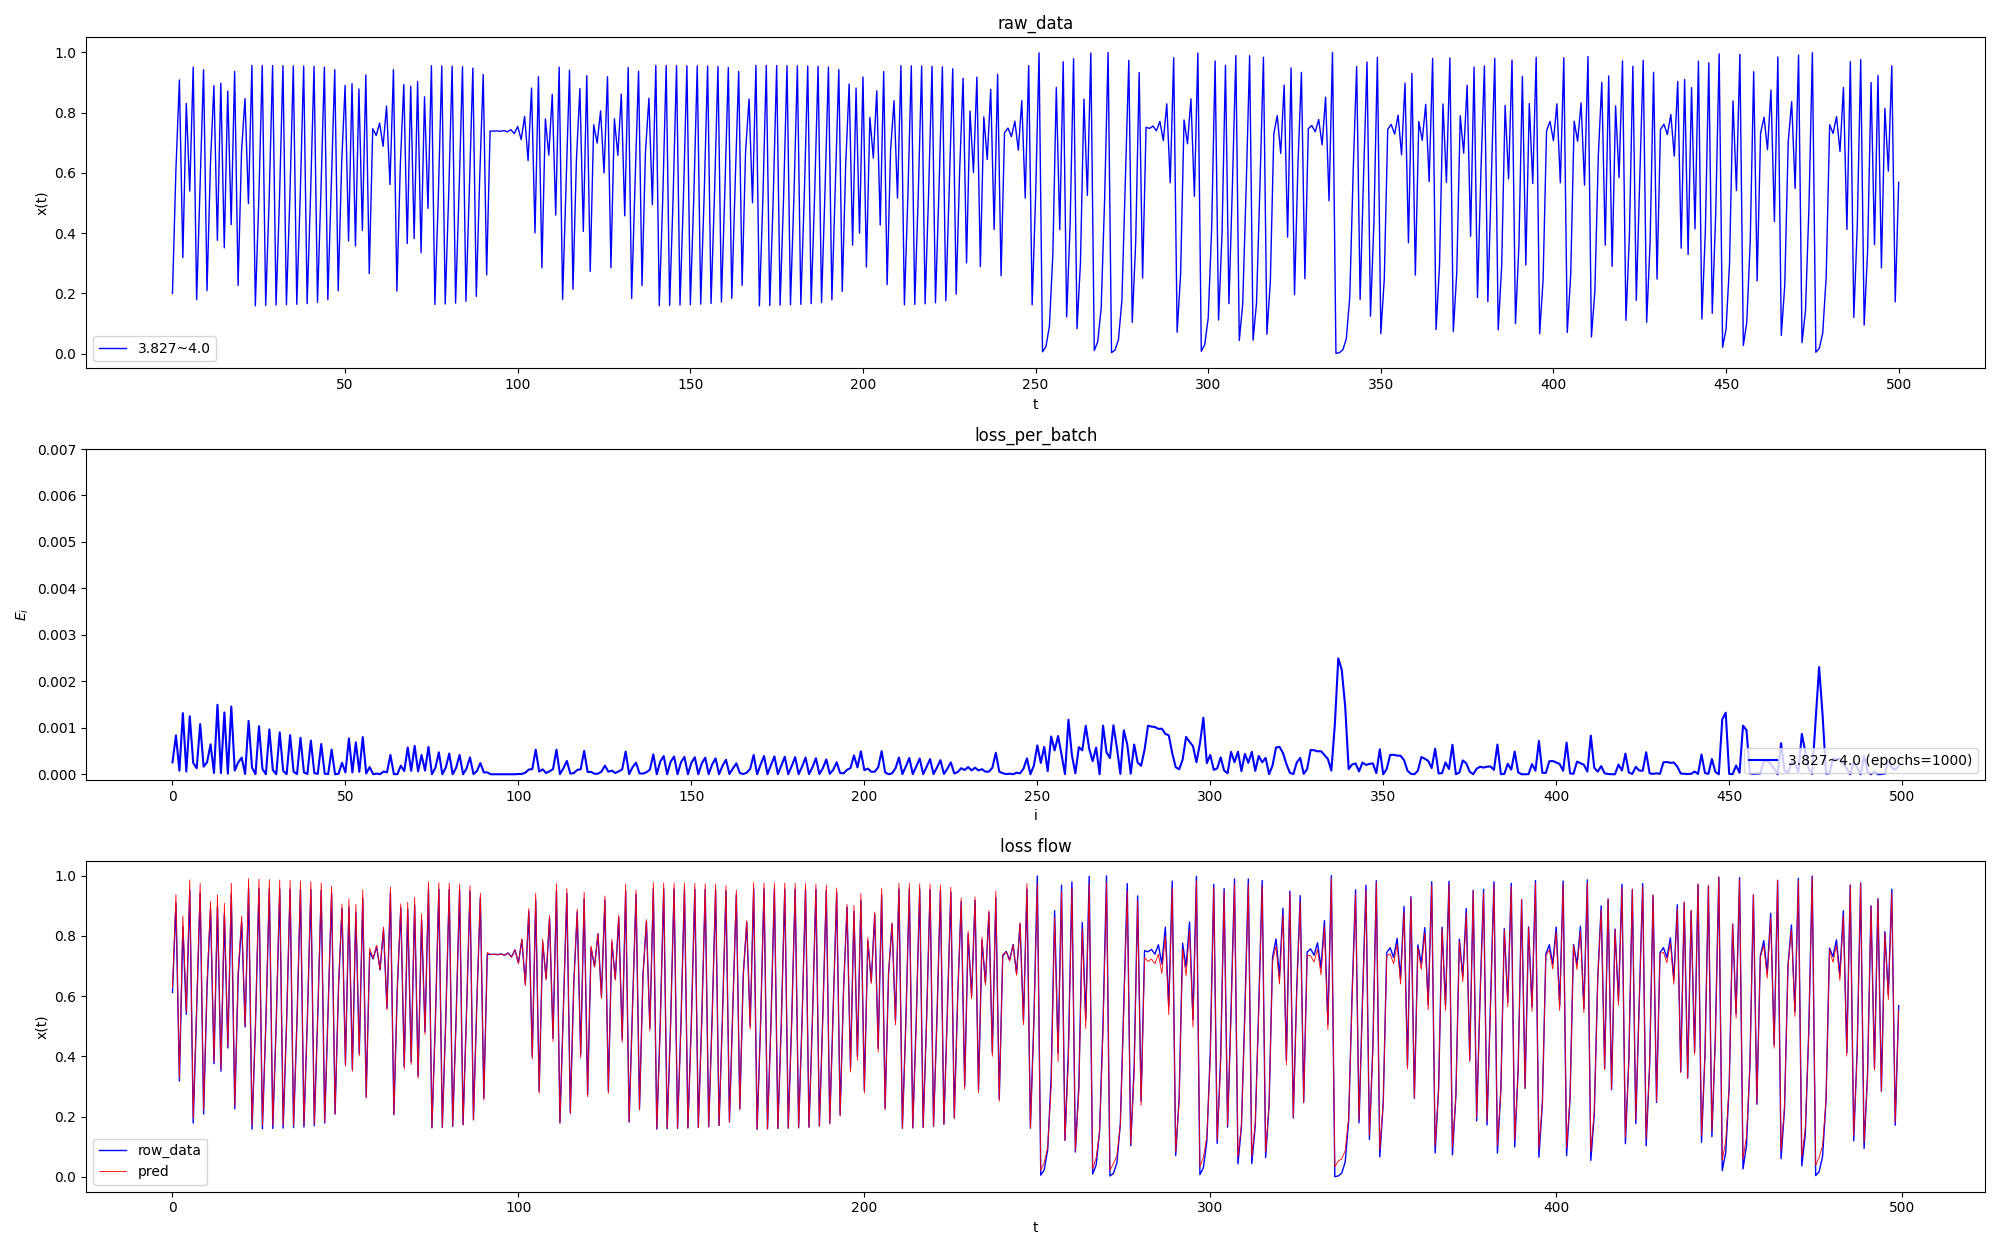 raw_data
1.0
0.8
0.6
0.4
0.2
0.0
x(t)
3.827~4.0
50 100 150 200 250 300 350 400 450 500
t
loss_per_batch
0.007
0.006
0.005
0.004
0.003
0.002
0.001
0.000
E_i
3.827~4.0 (epochs=1000)
0 50 100 150 200 250 300 350 400 450 500
i
loss flow
1.0
0.8
0.6
0.4
0.2
0.0
x(t)
row_data
pred
0 100 200 300 400 500
t